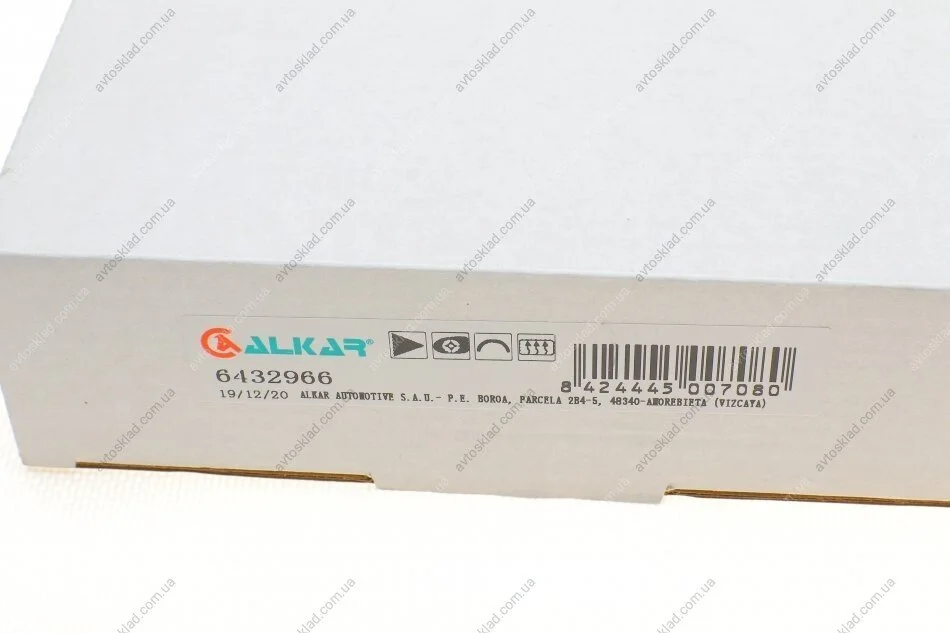 ALKAR®
6432966
8 424445 007080
19/12/20 ALKAR AUTOMOTIVE S.A.U.- P.E. BOROA, PARCELA 2B4-5, 48340-AMOREBIETA (VIZCAYA)
avtosklad.com.ua